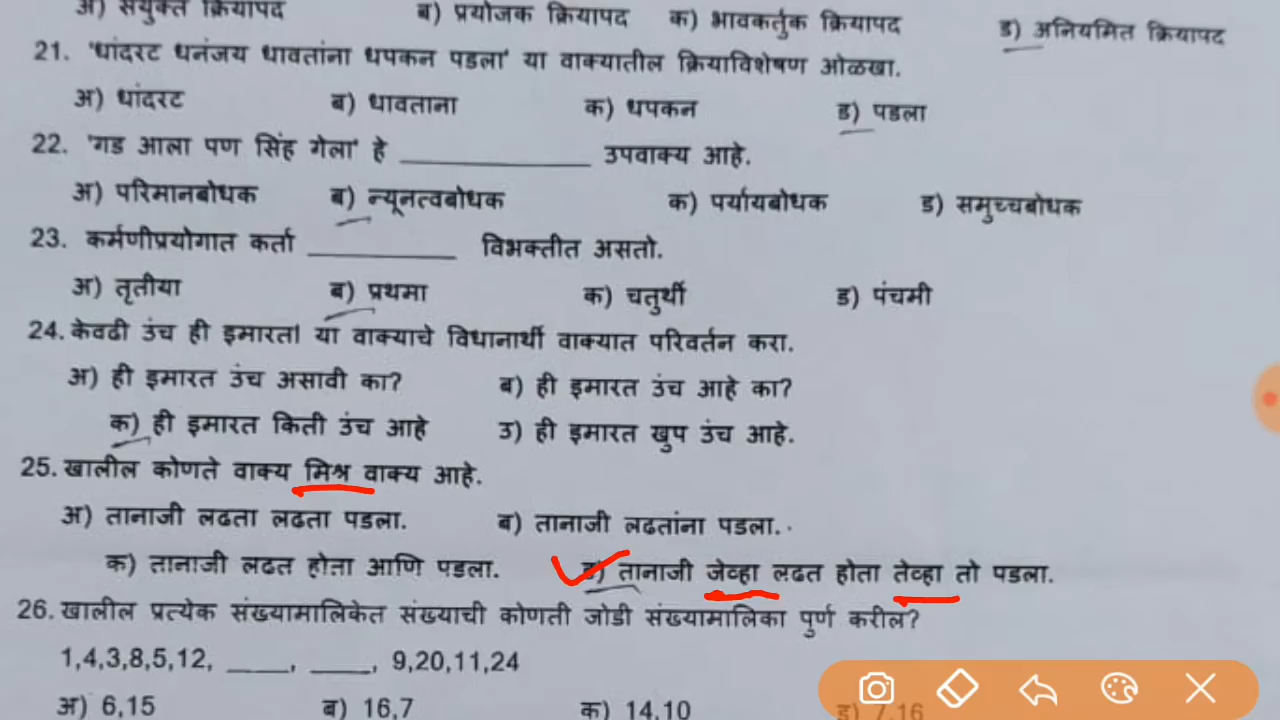 अ) संयुक्त क्रियापद ब) प्रयोजक क्रियापद क) भावकर्तुक क्रियापद ड) अनियमित क्रियापद
21. 'धांदरट धनंजय धावतांना धपकन पडला' या वाक्यातील क्रियाविशेषण ओळखा.
अ) धांदरट ब) धावताना क) धपकन ड) पडला
22. 'गड आला पण सिंह गेला' हे ____________ उपवाक्य आहे.
अ) परिमानबोधक ब) न्यूनत्वबोधक क) पर्यायबोधक ड) समुच्चबोधक
23. कर्मणीप्रयोगात कर्ता ____________ विभक्तीत असतो.
अ) तृतीया ब) प्रथमा क) चतुर्थी ड) पंचमी
24. केवढी उंच ही इमारत! या वाक्याचे विधानार्थी वाक्यात परिवर्तन करा.
अ) ही इमारत उंच असावी का? ब) ही इमारत उंच आहे का?
क) ही इमारत किती उंच आहे उ) ही इमारत खुप उंच आहे.
25. खालील कोणते वाक्य मिश्र वाक्य आहे.
अ) तानाजी लढता लढता पडला. ब) तानाजी लढतांना पडला.
क) तानाजी लढत होता आणि पडला. ड) तानाजी जेव्हा लढत होता तेव्हा तो पडला.
26. खालील प्रत्येक संख्यामालिकेत संख्याची कोणती जोडी संख्यामालिका पुर्ण करील?
1,4,3,8,5,12, ____, ____, 9,20,11,24
अ) 6,15 ब) 16,7 क) 14,10 ड) 7,16